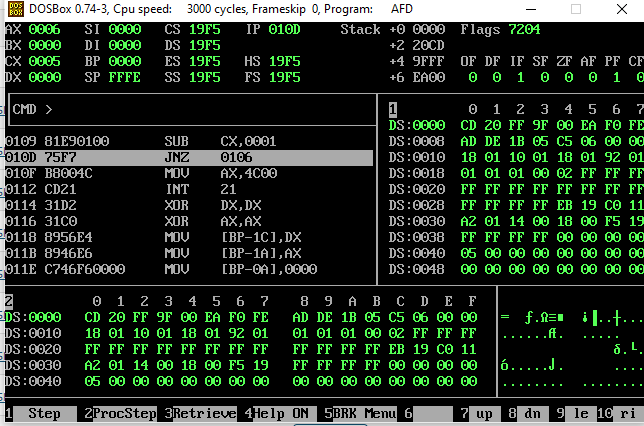 DOSBox 0.74-3, Cpu speed: 3000 cycles, Frameskip 0, Program: AFD
AX 0006 SI 0000 CS 19F5 IP 010D Stack +0 0000 Flags 7204
BX 0000 DI 0000 DS 19F5 +2 20CD
CX 0005 BP 0000 ES 19F5 HS 19F5 +4 9FFF OF DF IF SF ZF AF PF CF
DX 0000 SP FFFE SS 19F5 FS 19F5 +6 EA00 0 0 1 0 0 0 1 0
CMD >
0109 81E90100 SUB CX,0001
010D 75F7 JNZ 0106
010F B8004C MOV AX,4C00
0112 CD21 INT 21
0114 31D2 XOR DX,DX
0116 31C0 XOR AX,AX
0118 8956E4 MOV [BP-1C],DX
011B 8946E6 MOV [BP-1A],AX
011E C746F60000 MOV [BP-0A],0000
1 0 1 2 3 4 5 6 7
DS:0000 CD 20 FF 9F 00 EA F0 FE
DS:0008 AD DE 1B 05 C5 06 00 00
DS:0010 18 01 10 01 18 01 92 01
DS:0018 01 01 01 00 02 FF FF FF
DS:0020 FF FF FF FF FF FF FF FF
DS:0028 FF FF FF FF EB 19 C0 11
DS:0030 A2 01 14 00 18 00 F5 19
DS:0038 FF FF FF FF 00 00 00 00
DS:0040 05 00 00 00 00 00 00 00
DS:0048 00 00 00 00 00 00 00 00
2 0 1 2 3 4 5 6 7 8 9 A B C D E F
DS:0000 CD 20 FF 9F 00 EA F0 FE AD DE 1B 05 C5 06 00 00 = ƒ.Ω≡■ ¡▐..┼...
DS:0010 18 01 10 01 18 01 92 01 01 01 01 00 02 FF FF FF ......Æ.
DS:0020 FF FF FF FF FF FF FF FF FF FF FF FF EB 19 C0 11 δ.└.
DS:0030 A2 01 14 00 18 00 F5 19 FF FF FF FF 00 00 00 00 ó.....⌡. ....
DS:0040 05 00 00 00 00 00 00 00 00 00 00 00 00 00 00 00 ........ ........
1 Step 2ProcStep 3Retrieve 4Help ON 5BRK Menu 6 7 up 8 dn 9 le 10 ri